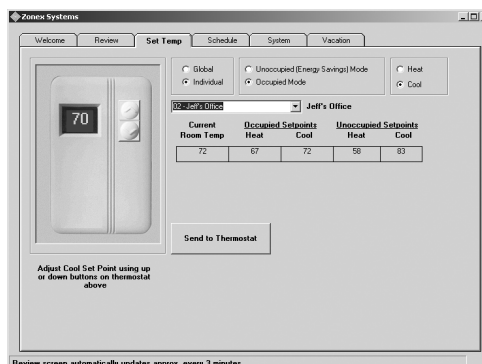 Zonex Systems
Welcome Review Set Temp Schedule System Vacation
Global Unoccupied (Energy Savings) Mode Heat
Individual Occupied Mode Cool
70
02 - Jeff's Office Jeff's Office
Current Occupied Setpoints Unoccupied Setpoints
Room Temp Heat Cool Heat Cool
72 67 72 58 83
Send to Thermostat
Adjust Cool Set Point using up
or down buttons on thermostat
above
Review screen automatically updates approx. every 3 minutes